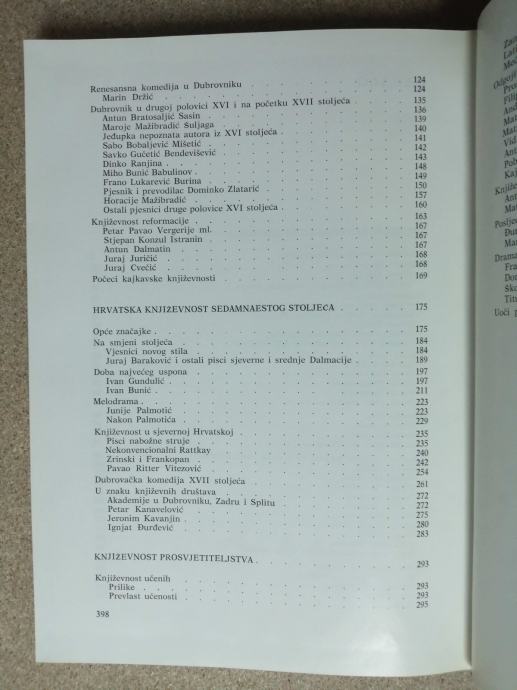 Renesansna komedija u Dubrovniku . . . 124
Marin Držić . . . 124
Dubrovnik u drugoj polovici XVI i na početku XVII stoljeća . . . 135
Antun Bratosaljić Sasin . . . 136
Maroje Mažibradić Šuljaga . . . 139
Jeđupka nepoznata autora iz XVI stoljeća . . . 140
Sabo Bobaljević Mišetić . . . 141
Savko Gučetić Bendevišević . . . 142
Dinko Ranjina . . . 143
Miho Bunić Babulinov . . . 148
Frano Lukarević Burina . . . 149
Pjesnik i prevodilac Dominko Zlatarić . . . 150
Horacije Mažibradić . . . 157
Ostali pjesnici druge polovice XVI stoljeća . . . 160
Književnost reformacije . . . 163
Petar Pavao Vergerije ml. . . . 167
Stjepan Konzul Istranin . . . 167
Antun Dalmatin . . . 167
Juraj Juričić . . . 168
Juraj Cvečić . . . 168
Počeci kajkavske književnosti . . . 169
HRVATSKA KNJIŽEVNOST SEDAMNAESTOG STOLJEĆA . . . 175
Opće značajke . . . 175
Na smjeni stoljeća . . . 184
Vjesnici novog stila . . . 184
Juraj Baraković i ostali pisci sjeverne i srednje Dalmacije . . . 189
Doba najvećeg uspona . . . 197
Ivan Gundulić . . . 197
Ivan Bunić . . . 211
Melodrama . . . 223
Junije Palmotić . . . 223
Nakon Palmotića . . . 229
Književnost u sjevernoj Hrvatskoj . . . 235
Pisci nabožne struje . . . 235
Nekonvencionalni Rattkay . . . 240
Zrinski i Frankopan . . . 242
Pavao Ritter Vitezović . . . 254
Dubrovačka komedija XVII stoljeća . . . 261
U znaku književnih društava . . . 272
Akademije u Dubrovniku, Zadru i Splitu . . . 272
Petar Kanavelović . . . 275
Jeronim Kavanjin . . . 280
Ignjat Đurđević . . . 283
KNJIŽEVNOST PROSVJETITELJSTVA . . . 293
Književnost učenih . . . 293
Prilike . . . 293
Prevlast učenosti . . . 295
398